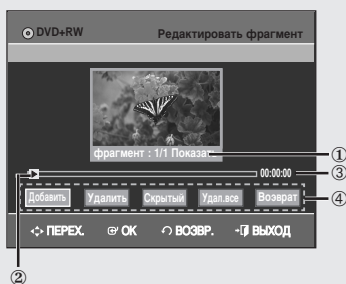 DVD+RW Редактировать фрагмент
фрагмент : 1/1 Показать
①
00:00:00 ③
Добавить Удалить Скрытый Удал.все Возврат ④
ПЕРЕХ. OK ВОЗВР. ВЫХОД
②